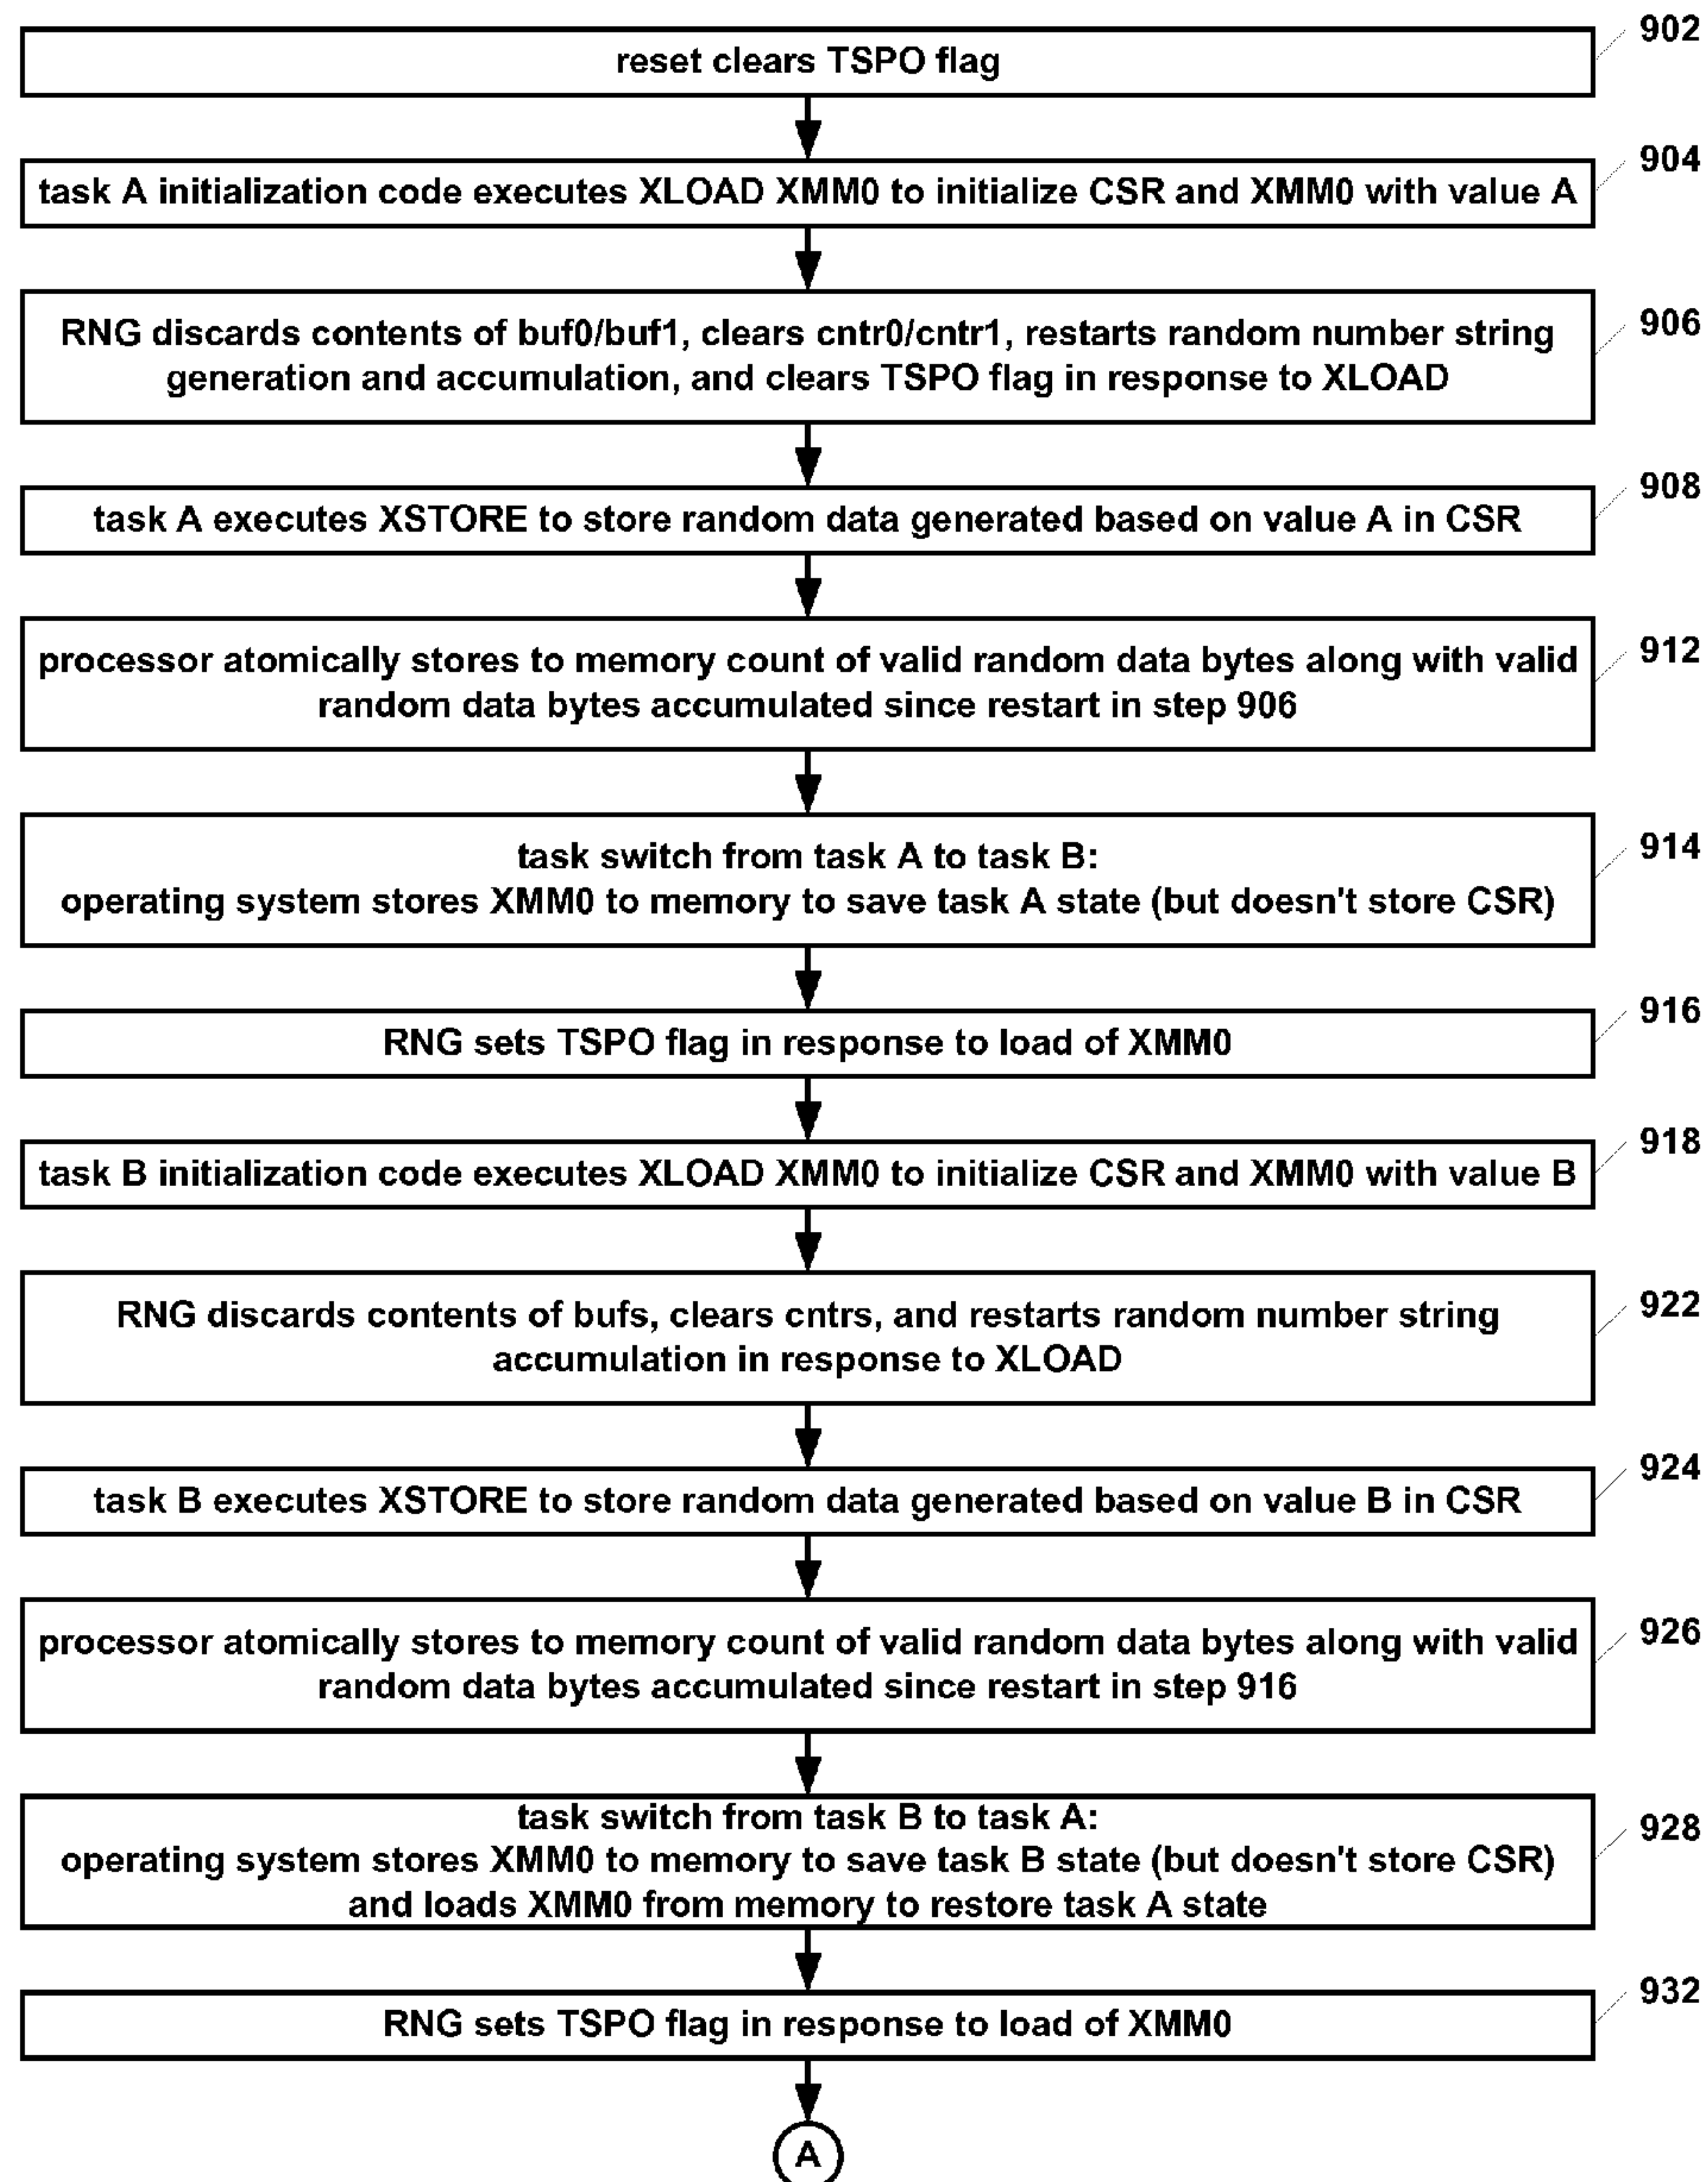 902
reset clears TSPO flag
904
task A initialization code executes XLOAD XMM0 to initialize CSR and XMM0 with value A
906
RNG discards contents of buf0/buf1, clears cntr0/cntr1, restarts random number string
generation and accumulation, and clears TSPO flag in response to XLOAD
908
task A executes XSTORE to store random data generated based on value A in CSR
912
processor atomically stores to memory count of valid random data bytes along with valid
random data bytes accumulated since restart in step 906
914
task switch from task A to task B:
operating system stores XMM0 to memory to save task A state (but doesn't store CSR)
916
RNG sets TSPO flag in response to load of XMM0
918
task B initialization code executes XLOAD XMM0 to initialize CSR and XMM0 with value B
922
RNG discards contents of bufs, clears cntrs, and restarts random number string
accumulation in response to XLOAD
924
task B executes XSTORE to store random data generated based on value B in CSR
926
processor atomically stores to memory count of valid random data bytes along with valid
random data bytes accumulated since restart in step 916
928
task switch from task B to task A:
operating system stores XMM0 to memory to save task B state (but doesn't store CSR)
and loads XMM0 from memory to restore task A state
932
RNG sets TSPO flag in response to load of XMM0
A